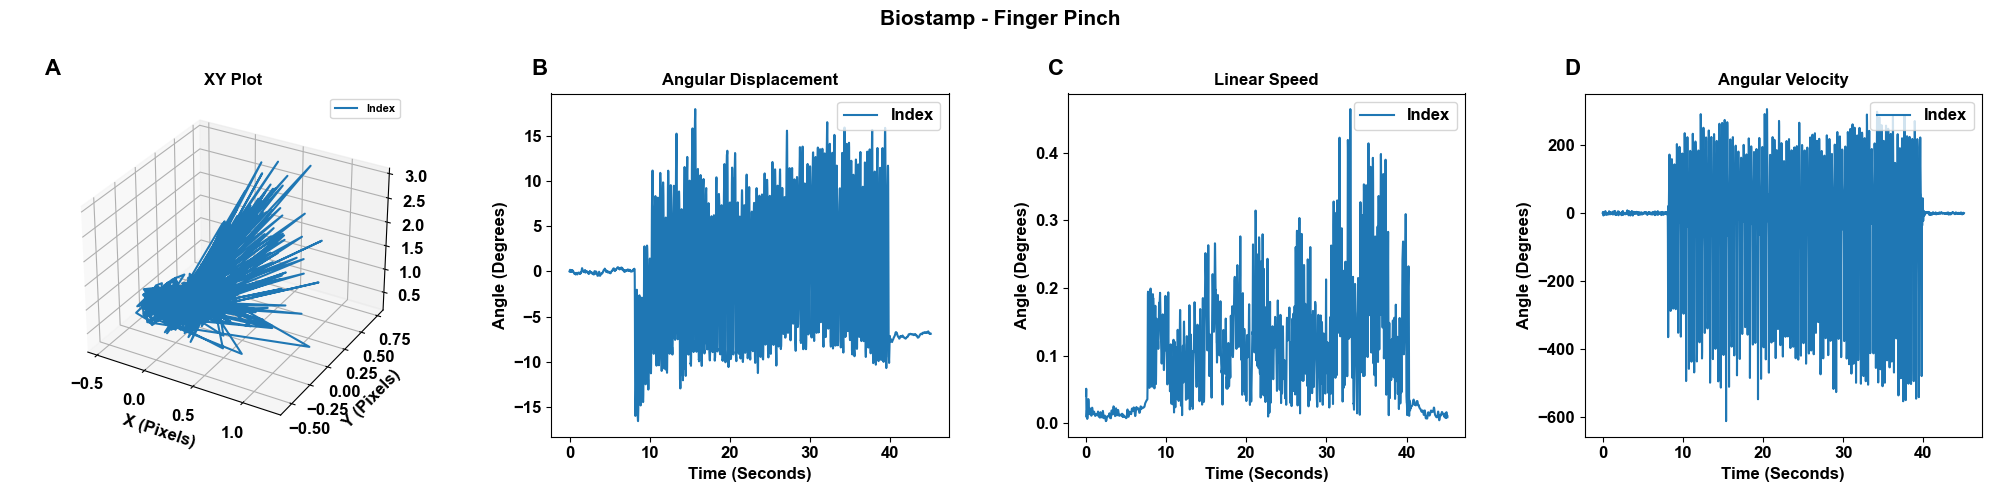 Biostamp - Finger Pinch
A
XY Plot
Index
3.0
2.5
2.0
1.5
1.0
0.5
−0.5
0.0
0.5
1.0
X (Pixels)
0.75
0.50
0.25
0.00
−0.25
−0.50
Y (Pixels)
B
Angular Displacement
Index
15
10
5
0
−5
−10
−15
Angle (Degrees)
0 10 20 30 40
Time (Seconds)
C
Linear Speed
Index
0.4
0.3
0.2
0.1
0.0
Angle (Degrees)
0 10 20 30 40
Time (Seconds)
D
Angular Velocity
Index
200
0
−200
−400
−600
Angle (Degrees)
0 10 20 30 40
Time (Seconds)